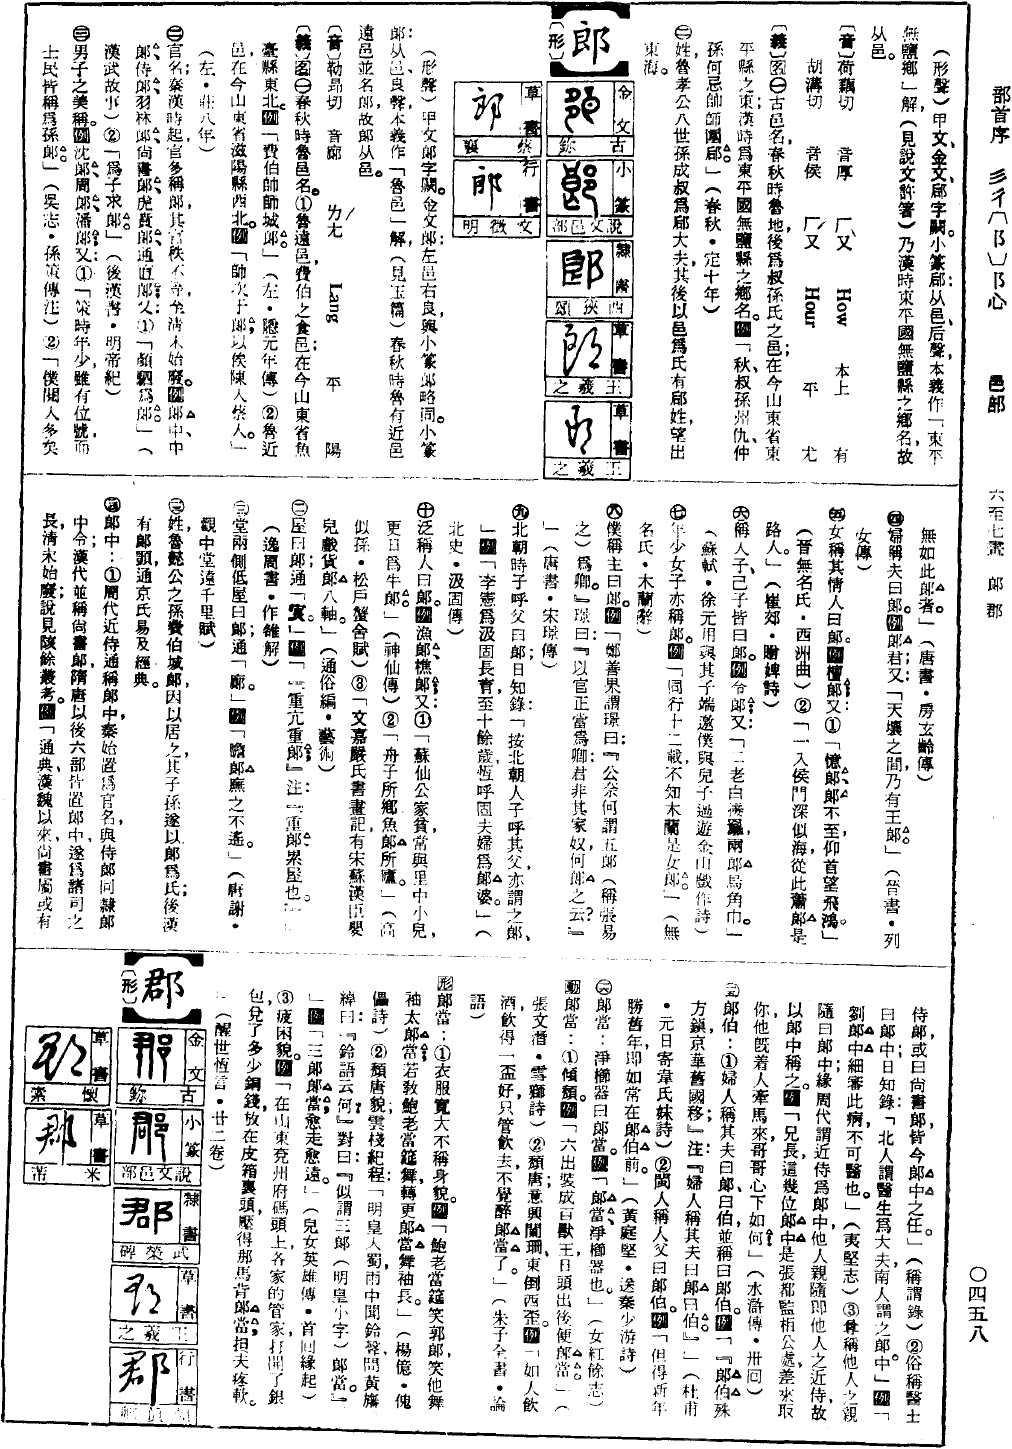 部首序 彡彳⼌阝⼐阝心 邑部 六至七畫 郎郡 〇四五八
（形聲）甲文、金文郈字闕。小篆郈从邑后聲，本義作「東平
無鹽鄉」解，（見說文許箸）乃漢時東平國無鹽縣之鄉名，故
从邑。
【音】荷藕切 音厚 ㄏㄡˋ How 本上 有
胡溝切 音侯 ㄏㄡˊ Hour 平 尤
【義】名㊀古邑名，春秋時魯地，後爲叔孫氏之邑，在今山東省東
平縣之東，漢時爲東平國無鹽縣之鄉名。例「秋，叔孫州仇、仲
孫何忌帥師圍郈。」（春秋・定十年）
㊁姓，魯孝公八世孫成叔爲郈大夫，其後以邑爲氏，有郈姓，望出
東海。
郎
〔形〕
金文 古鉨
小篆 說文邑部
隸書 西狹頌
草書 王羲之
草書 王羲之
草書 蔡襄
行書 文徵明
（形聲）甲文郎字闕。金文郎：左邑右良，與小篆郎略同。小篆
郎从邑良聲，本義作「魯邑」解，（見玉篇）春秋時魯有近邑
遠邑並名郎，故郎从邑。
【音】勒昂切 音廊 ㄌㄤˊ Lang 平 陽
【義】名㊀春秋時魯邑名。①魯遠邑，費伯之食邑；在今山東省魚
臺縣東北。例「費伯帥師城郎。」（左・隱元年傳）②魯近
邑，在今山東省滋陽縣西北。例「師次于郎，以俟陳人、蔡人。」
（左・莊八年）
㊁官名，秦漢時起，官多稱郎，其官秩不尊；至清末始廢。例郎中、中
郎、侍郎、羽林郎、尚書郎、虎賁郎、通直郎；又：①「顏駟爲郎。」（
漢武故事）②「爲子求郎。」（後漢書・明帝紀）
㊂男子之美稱。例沈郎、周郎、潘郎；又：①「策時年少，雖有位號，而
士民皆稱爲孫郎。」（吳志・孫策傳注）②「僕閱人多矣，
無如此郎者。」（唐書・房玄齡傳）
㊃婦稱夫曰郎。例郎君；又：「天壤之間，乃有王郎。」（晉書・列
女傳）
㊄女稱其情人曰郎。例檀郎；又：①「憶郎郎不至，仰首望飛鴻。」
（晉無名氏・西洲曲）②「一入侯門深似海，從此蕭郎是
路人。」（崔郊・贈婢詩）
㊅稱人子、己子皆曰郎。例令郎；又：「二老白髮飄，兩郎烏角巾。」
（蘇軾・徐元用與其子端邀僕與兒子過遊金山戲作詩）
㊆年少女子亦稱郎。例「同行十二載，不知木蘭是女郎。」（無
名氏・木蘭辭）
㊇僕稱主曰郎。例「鄭善果謂璟曰：『公奈何謂五郎（稱張易
之）爲卿。』璟曰：『以官正當爲卿；君非其家奴，何郎之云？』
」（唐書・宋璟傳）
㊈北朝時子呼父曰郎；日知錄：「按北朝人子呼其父亦謂之郎。
」例「李憲爲汲固長育，至十餘歲，恆呼固夫婦爲郎、婆。」（
北史・汲固傳）
㊉泛稱人曰郎。例漁郎、樵郎；又：①「蘇仙公家貧，常與里中小兒
更日爲牛郎。」（神仙傳）②「舟子所鄉，魚郎所廬。」（高
似孫・松戶蟹舍賦）③「文嘉嚴氏書畫記有宋蘇漢臣嬰
兒戲貨郎八軸。」（通俗編・藝術）
屋曰郎，通「廊」。例「重亢重郎』注：『重郎，累屋也。』」
（逸周書・作雒解）
堂兩側低屋曰郎，通「廊」。例「瞻郎廡之不遙。」（唐謝・
觀中堂遠千里賦）
姓，魯懿公之孫費伯城郎，因以居之，其子孫遂以郎爲氏；後漢
有郎顗，通京氏易及經典。
郎中：①周代近侍通稱郎中，秦始置爲官名，與侍郎同隸郎
中令，漢代並稱尚書郎，隋唐以後六部皆置郎中，遂爲諸司之
長，清末始廢，說見陔餘叢考。例「通典：漢魏以來，尚書屬或有
侍郎，或曰尚書郎，皆今郎中之任。」（稱謂錄）②俗稱醫士
曰郎中；日知錄：「北人謂醫生爲大夫，南人謂之郎中。」例「
劉郎中細審此病，不可醫也。」（夷堅志）③尊稱他人之親
隨曰郎中，緣周代謂近侍爲郎中，他人親隨即他人之近侍，故
以郎中稱之。例「兄長，這幾位郎中是張都監相公處差來取
你，他旣着人牽馬來，哥哥心下如何？」（水滸傳・卅回）
郎伯：①婦人稱其夫曰郎、曰伯，並稱曰郎伯。例「『郎伯殊
方鎮，京華舊國移。』注：『婦人稱其夫曰郎曰伯。』」（杜甫
・元日寄韋氏妹詩）②閩人稱人父曰郎伯。例「但得新年
勝舊年，即如常在郎伯前。」（黃庭堅・送秦少游詩）
郎當：淨櫛器曰郎當。例「郎當，淨櫛器也。」（女紅餘志）
動郎當：①傾頹。例「六出裝成百獸王，日頭出後便郎當。」（
張文潛・雪獅詩）②頹唐意興闌珊、東倒西歪。例「如人飲
酒，飲得一盃好，只管飲去，不覺醉郎當了。」（朱子全書・論
語）
形郎當：①衣服寬大不稱身貌。例「鮑老當筵笑郭郎，笑他舞
袖太郎當；若敎鮑老當筵舞，轉更郎當舞袖長。」（楊億・傀
儡詩）②頹唐貌；雲棧紀程：「明皇入蜀，雨中聞鈴聲，問黃旛
綽曰：『鈴語云何？』對曰：『似謂三郎（明皇小字）郎當。』
」例「三郎郎當，愈走愈遠。」（兒女英雄傳・首回緣起）
③疲困貌。例「在山東兗州府碼頭上，各家的管家打開了銀
包，兌了多少銅錢，放在皮箱裏頭，壓得那馬背郎當，担夫疼軟。
」（醒世恆言・廿二卷）
郡
〔形〕
金文 古鉨
小篆 說文邑部
隸書 武榮碑
草書 王羲之
行書
草書 懷素
草書 米芾